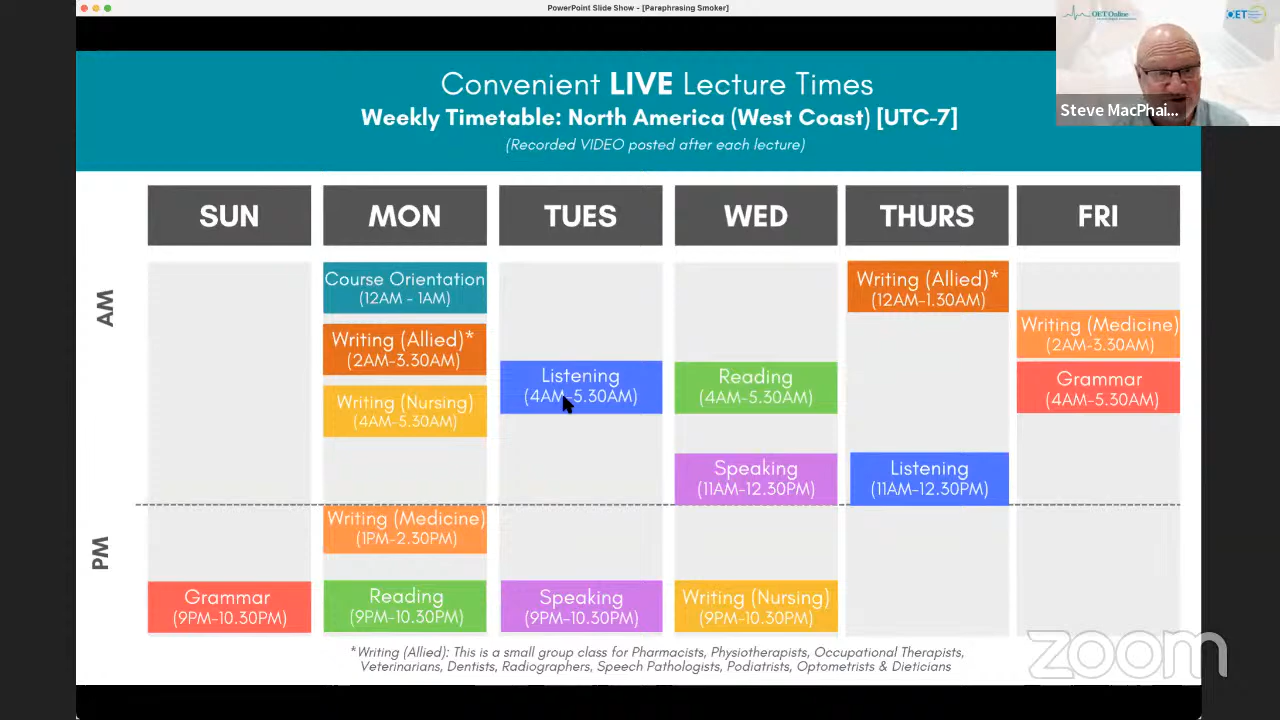 PowerPoint Slide Show - [Paraphrasing Smoker]
OET Online
OET
Steve MacPhai...
Convenient LIVE Lecture Times
Weekly Timetable: North America (West Coast) [UTC-7]
(Recorded VIDEO posted after each lecture)
SUN
MON
TUES
WED
THURS
FRI
AM
Course Orientation
(12AM - 1AM)
Writing (Allied)*
(12AM-1.30AM)
Writing (Allied)*
(2AM-3.30AM)
Writing (Medicine)
(2AM-3.30AM)
Writing (Nursing)
(4AM-5.30AM)
Listening
(4AM-5.30AM)
Reading
(4AM-5.30AM)
Grammar
(4AM-5.30AM)
Speaking
(11AM-12.30PM)
Listening
(11AM-12.30PM)
PM
Writing (Medicine)
(1PM-2.30PM)
Grammar
(9PM-10.30PM)
Reading
(9PM-10.30PM)
Speaking
(9PM-10.30PM)
Writing (Nursing)
(9PM-10.30PM)
*Writing (Allied): This is a small group class for Pharmacists, Physiotherapists, Occupational Therapists,
Veterinarians, Dentists, Radiographers, Speech Pathologists, Podiatrists, Optometrists & Dieticians
zoom